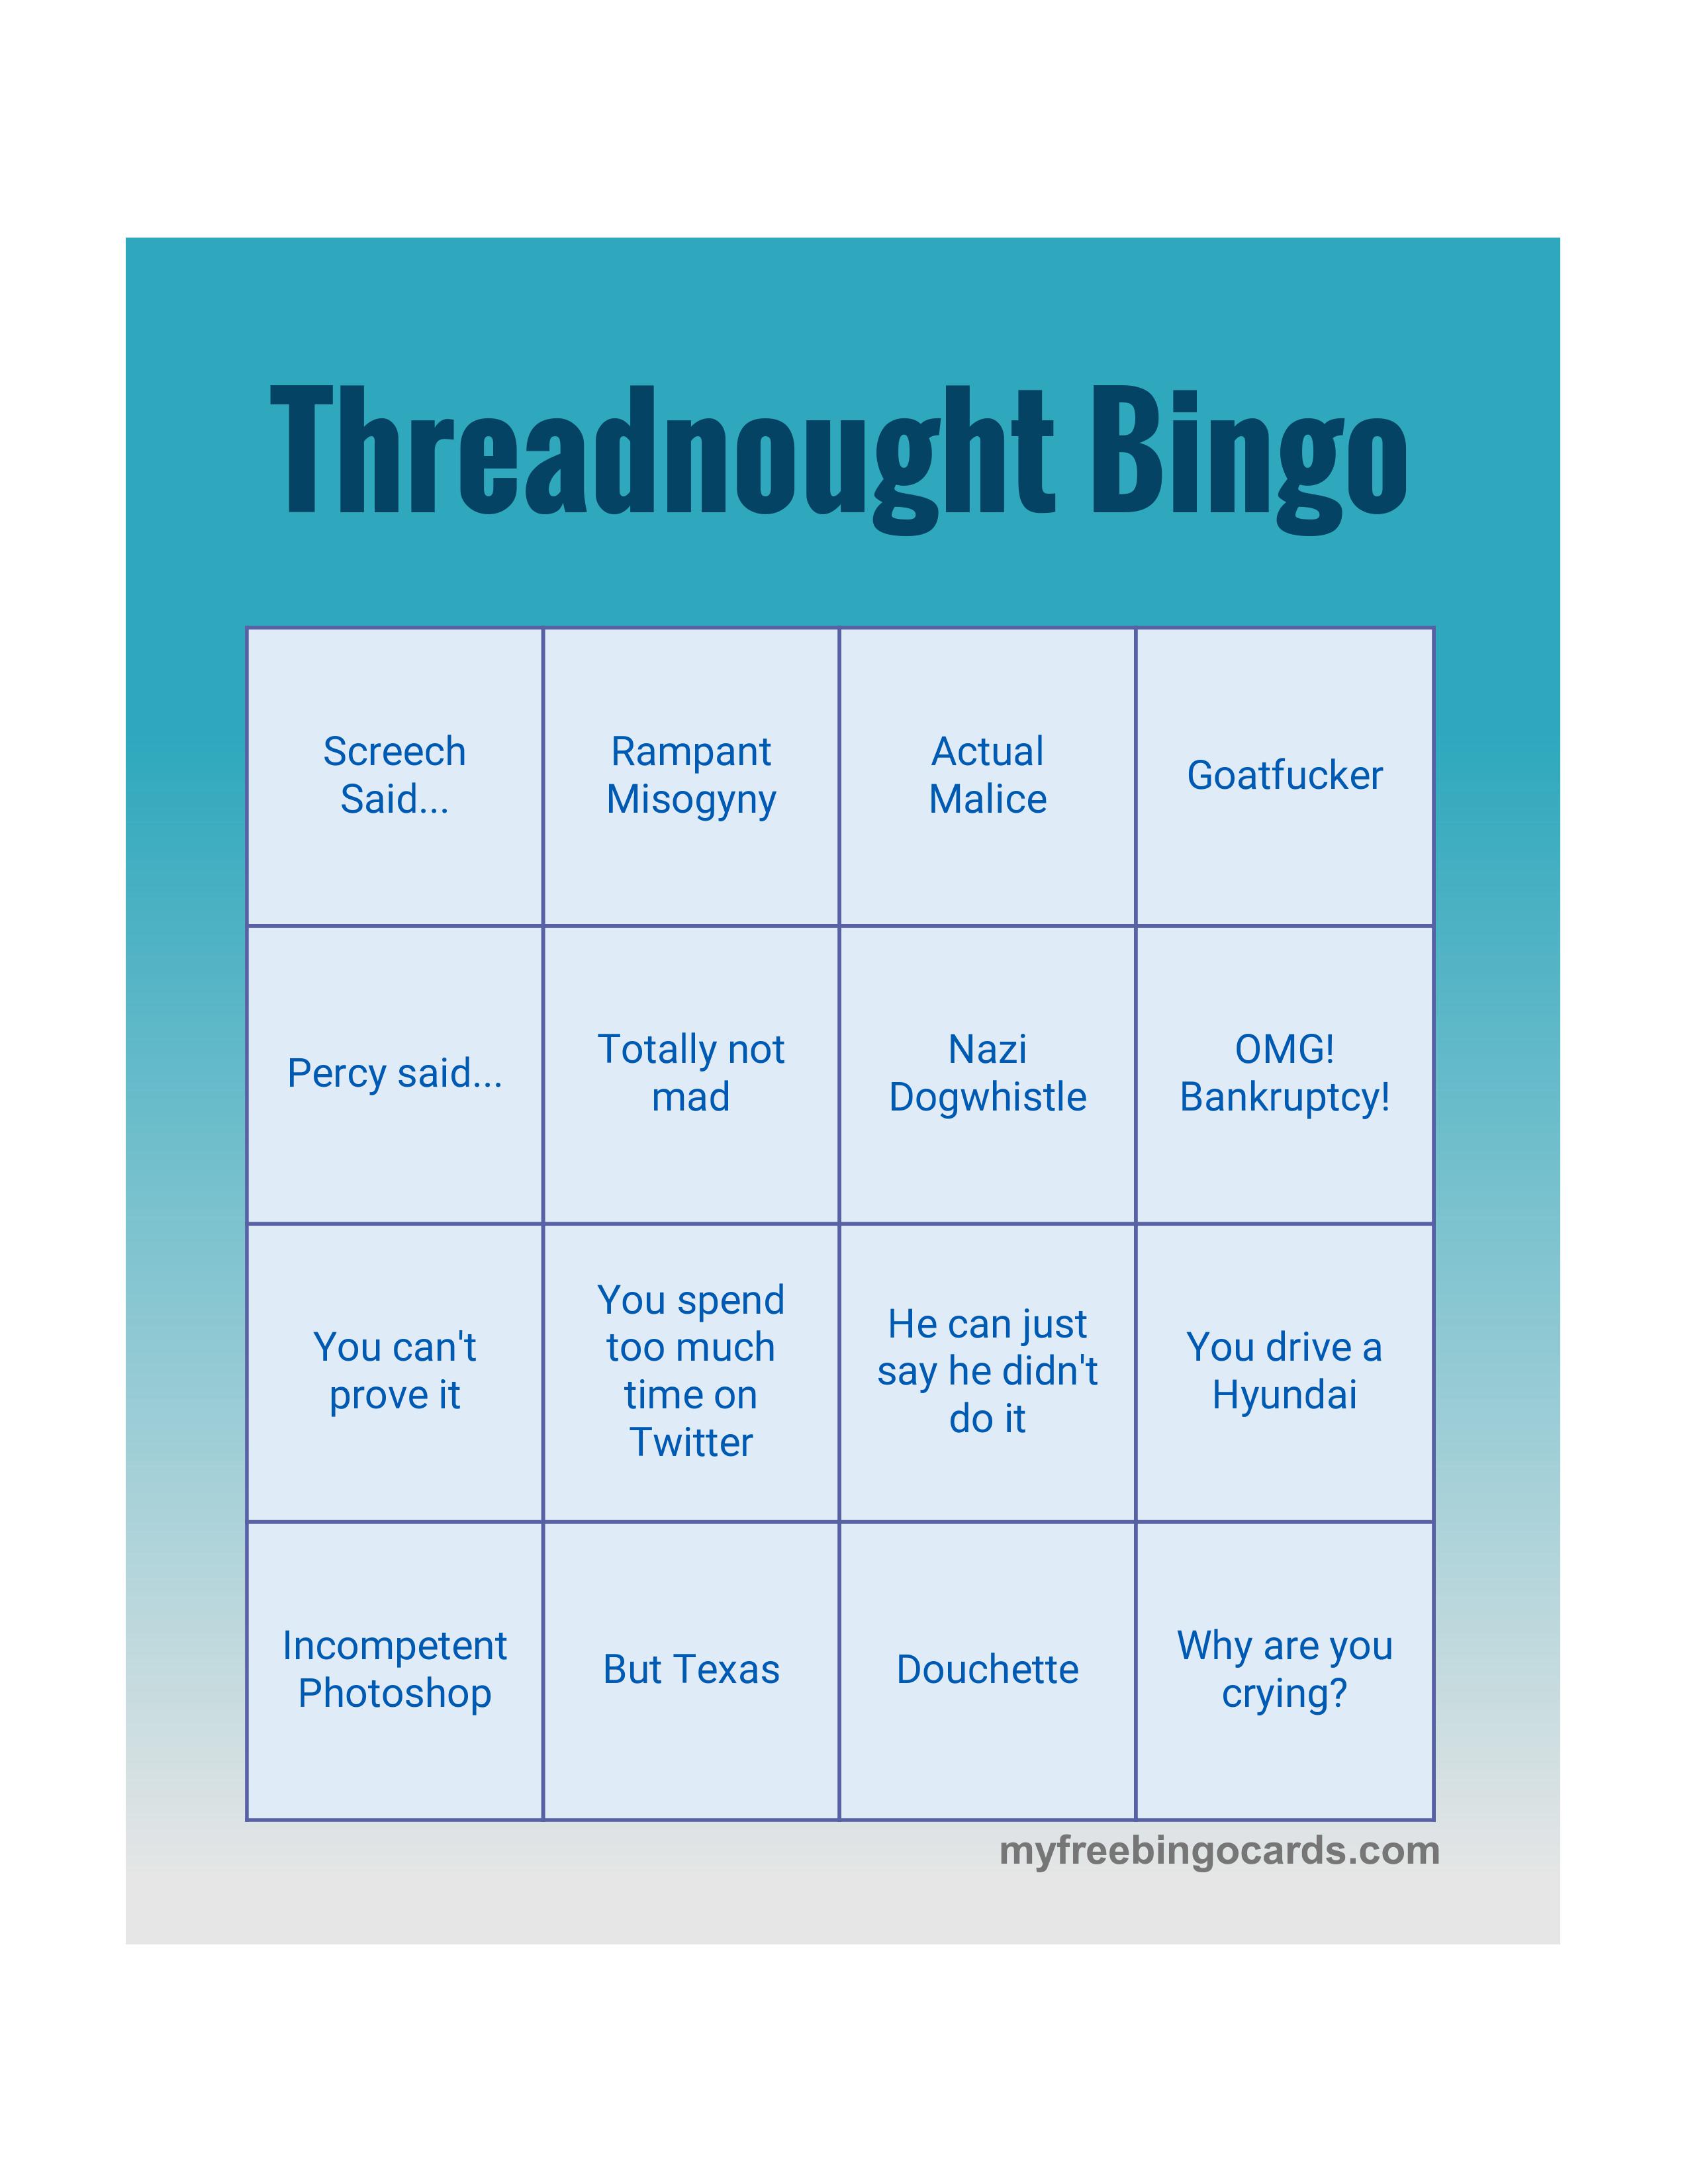 Threadnought Bingo
Screech
Said...
Rampant
Misogyny
Actual
Malice
Goatfucker
Percy said...
Totally not
mad
Nazi
Dogwhistle
OMG!
Bankruptcy!
You can't
prove it
You spend
too much
time on
Twitter
He can just
say he didn't
do it
You drive a
Hyundai
Incompetent
Photoshop
But Texas
Douchette
Why are you
crying?
myfreebingocards.com